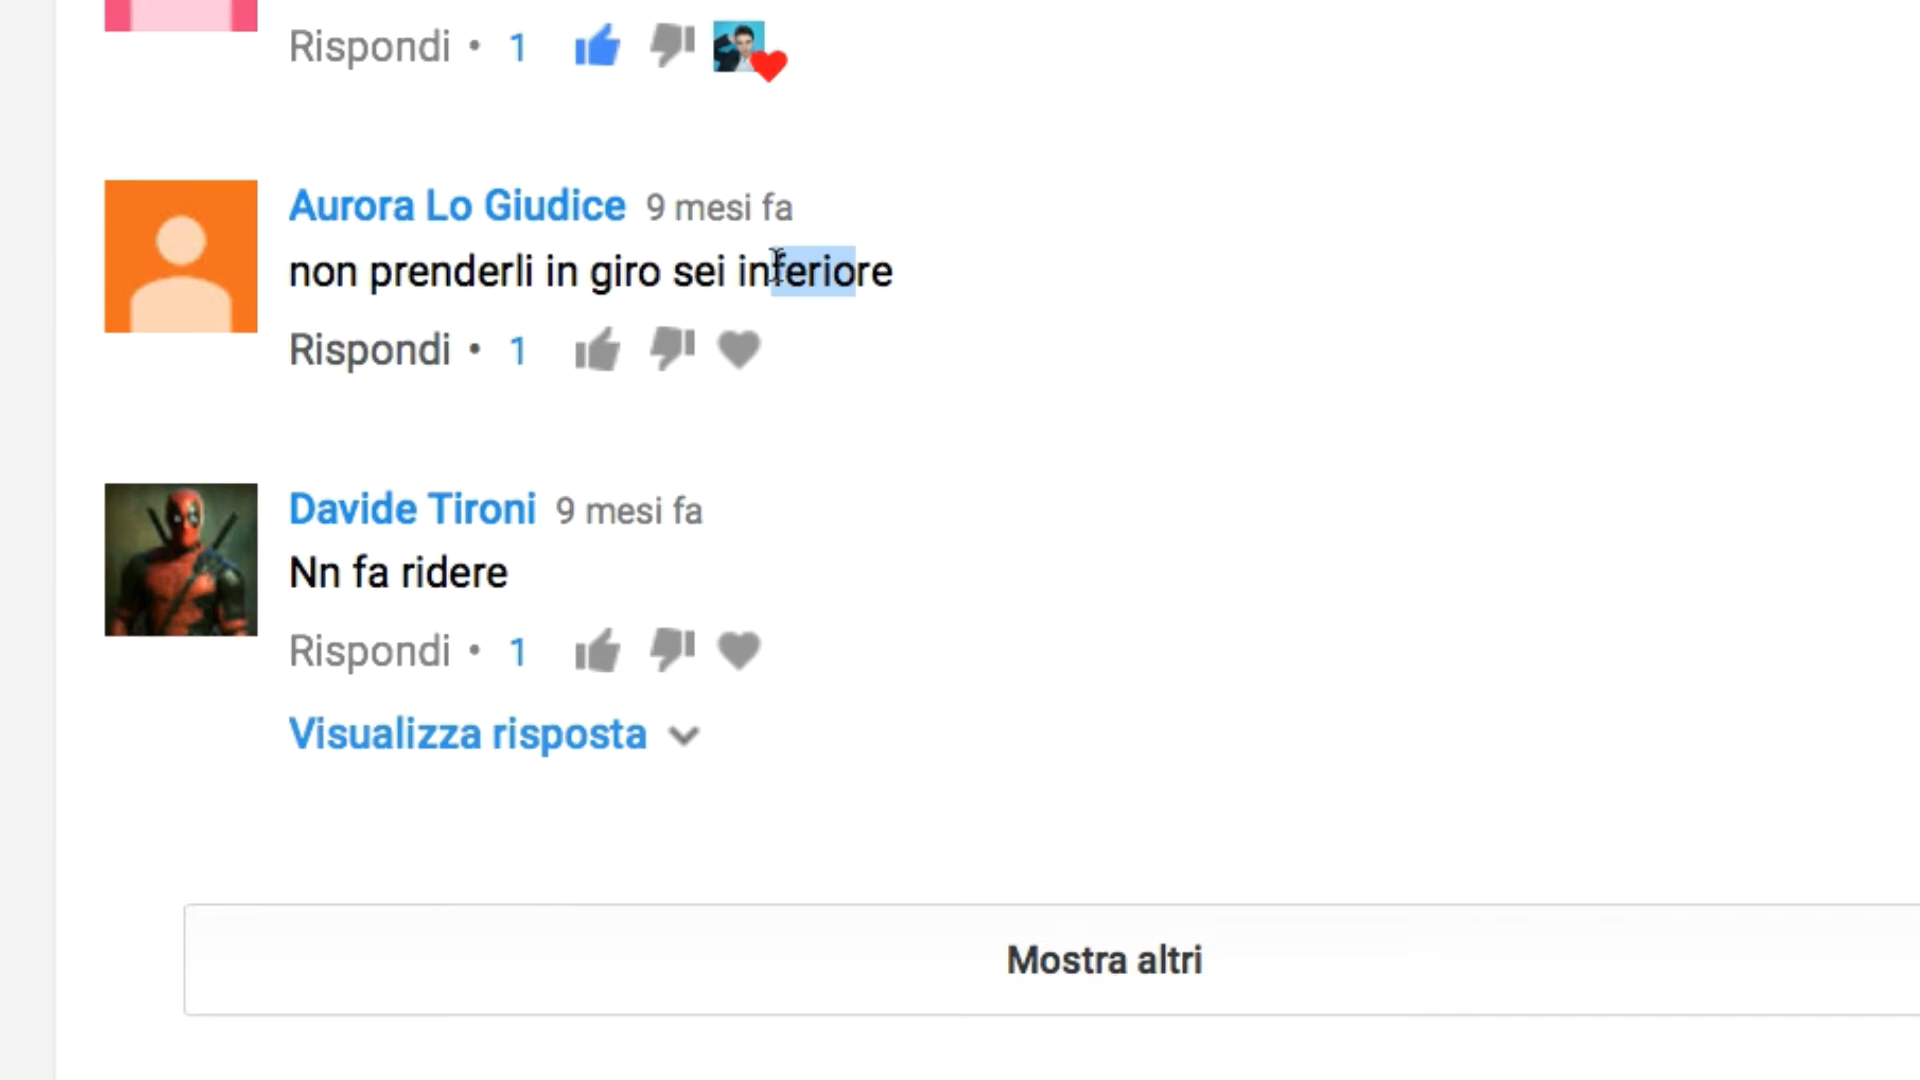 Rispondi • 1
Aurora Lo Giudice 9 mesi fa
non prenderli in giro sei inferiore
Rispondi • 1
Davide Tironi 9 mesi fa
Nn fa ridere
Rispondi • 1
Visualizza risposta
Mostra altri